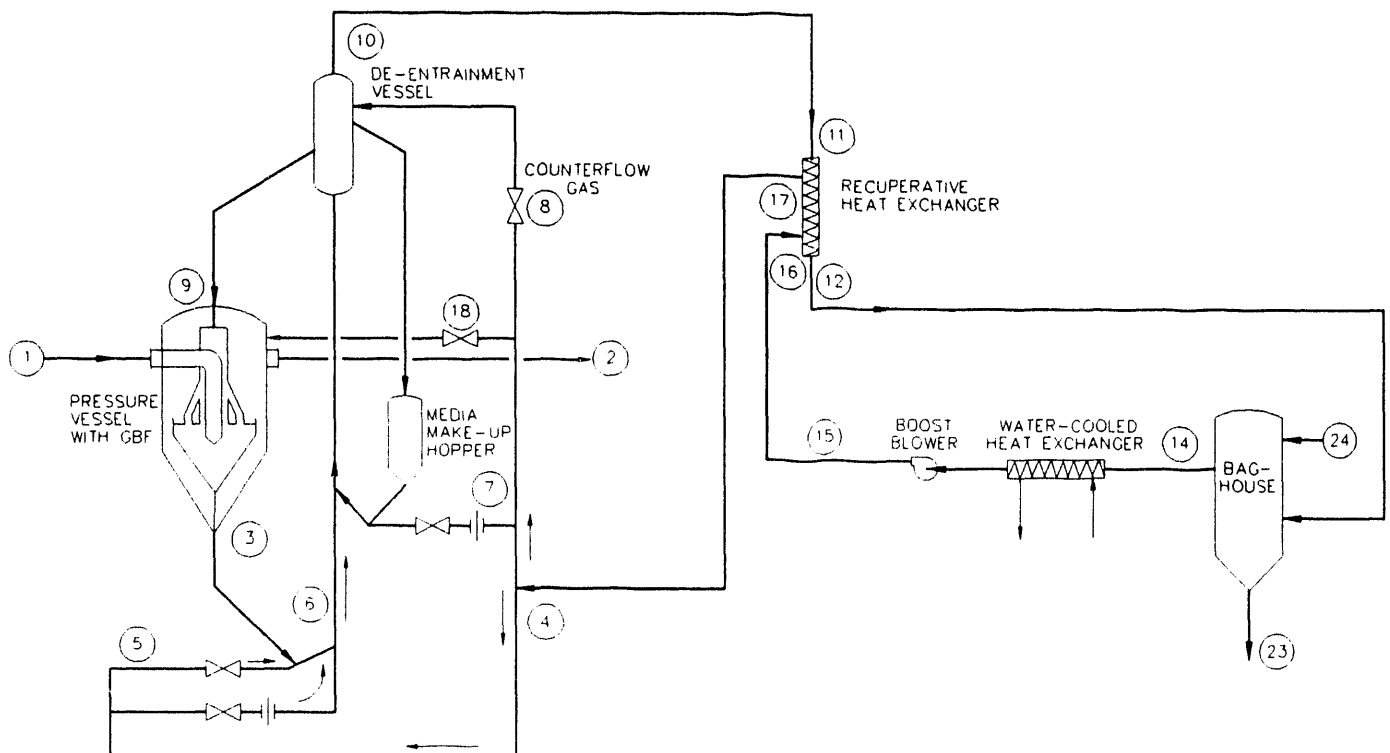 10
DE-ENTRAINMENT
VESSEL
11
COUNTERFLOW
GAS
8
17
RECUPERATIVE
HEAT EXCHANGER
16
12
9
18
1
2
PRESSURE
VESSEL
WITH GBF
MEDIA
MAKE-UP
HOPPER
7
15
BOOST
BLOWER
WATER-COOLED
HEAT EXCHANGER
14
24
BAG-
HOUSE
3
6
4
5
23